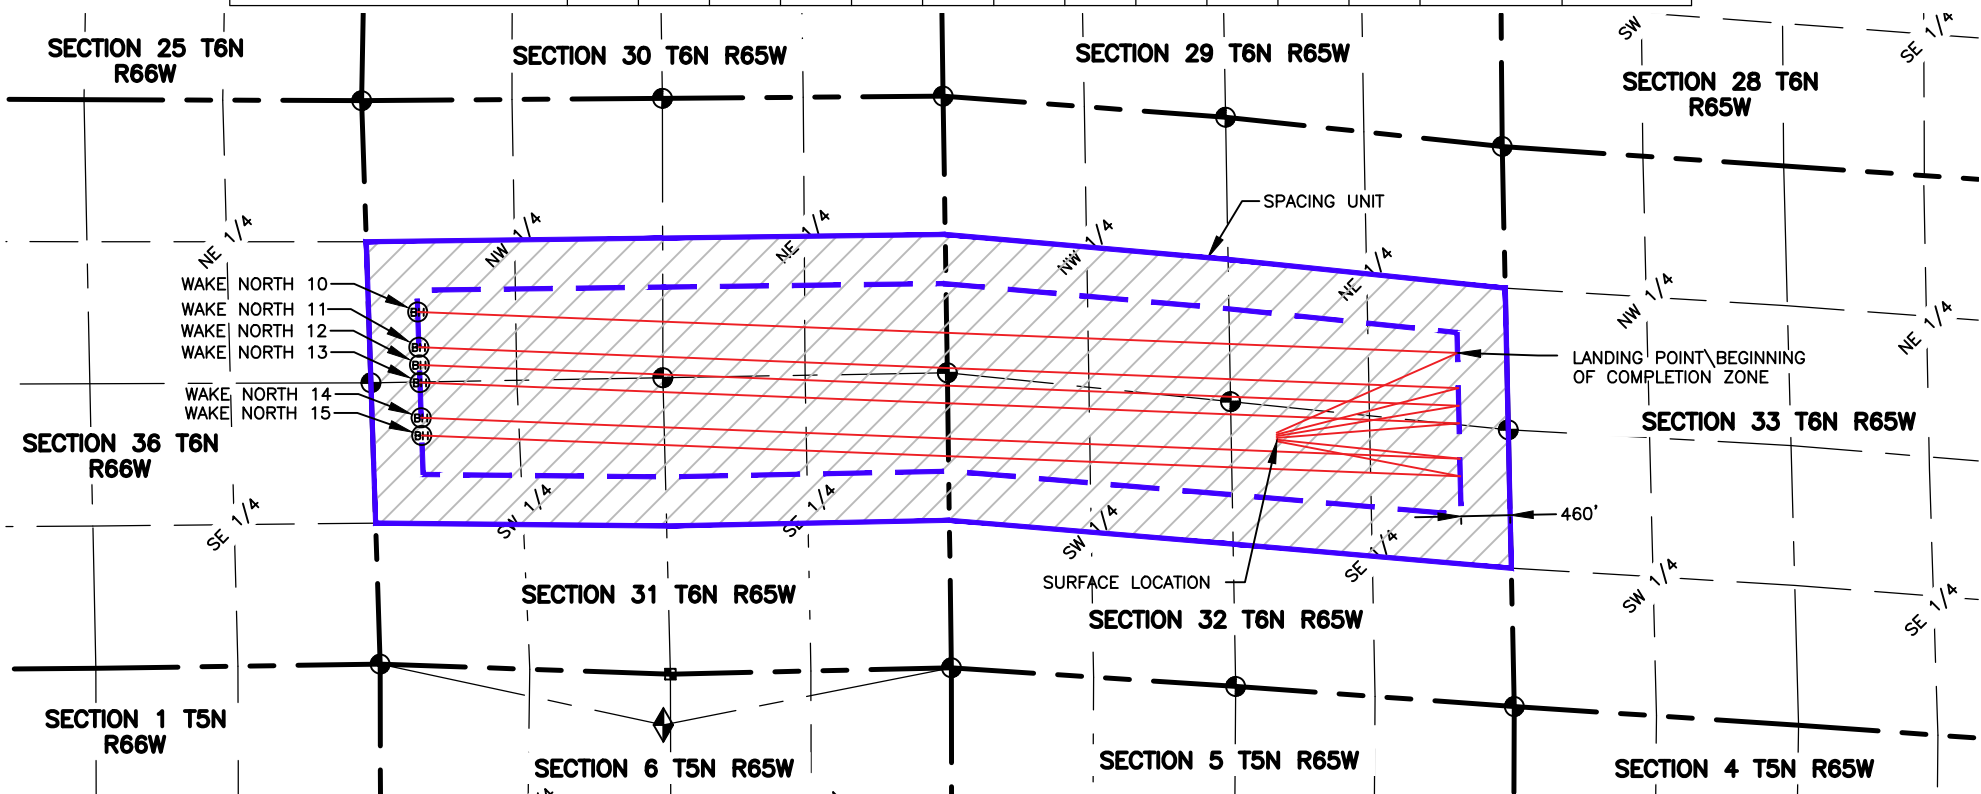 SECTION 25 T6N
R66W
SECTION 30 T6N R65W
SECTION 29 T6N R65W
SECTION 28 T6N
R65W
SW
SE 1/4
SPACING UNIT
NE 1/4
NW 1/4
NE 1/4
NW 1/4
NE 1/4
NW 1/4
NE 1/4
WAKE NORTH 10
WAKE NORTH 11
WAKE NORTH 12
WAKE NORTH 13
WAKE NORTH 14
WAKE NORTH 15
BH
BH
BH
BH
BH
BH
LANDING POINT\BEGINNING
OF COMPLETION ZONE
SECTION 36 T6N
R66W
SECTION 33 T6N R65W
SE 1/4
SW 1/4
SE 1/4
SW 1/4
SE 1/4
460'
SW 1/4
SE 1/4
SURFACE LOCATION
SECTION 31 T6N R65W
SECTION 32 T6N R65W
SECTION 1 T5N
R66W
SECTION 6 T5N R65W
SECTION 5 T5N R65W
SECTION 4 T5N R65W